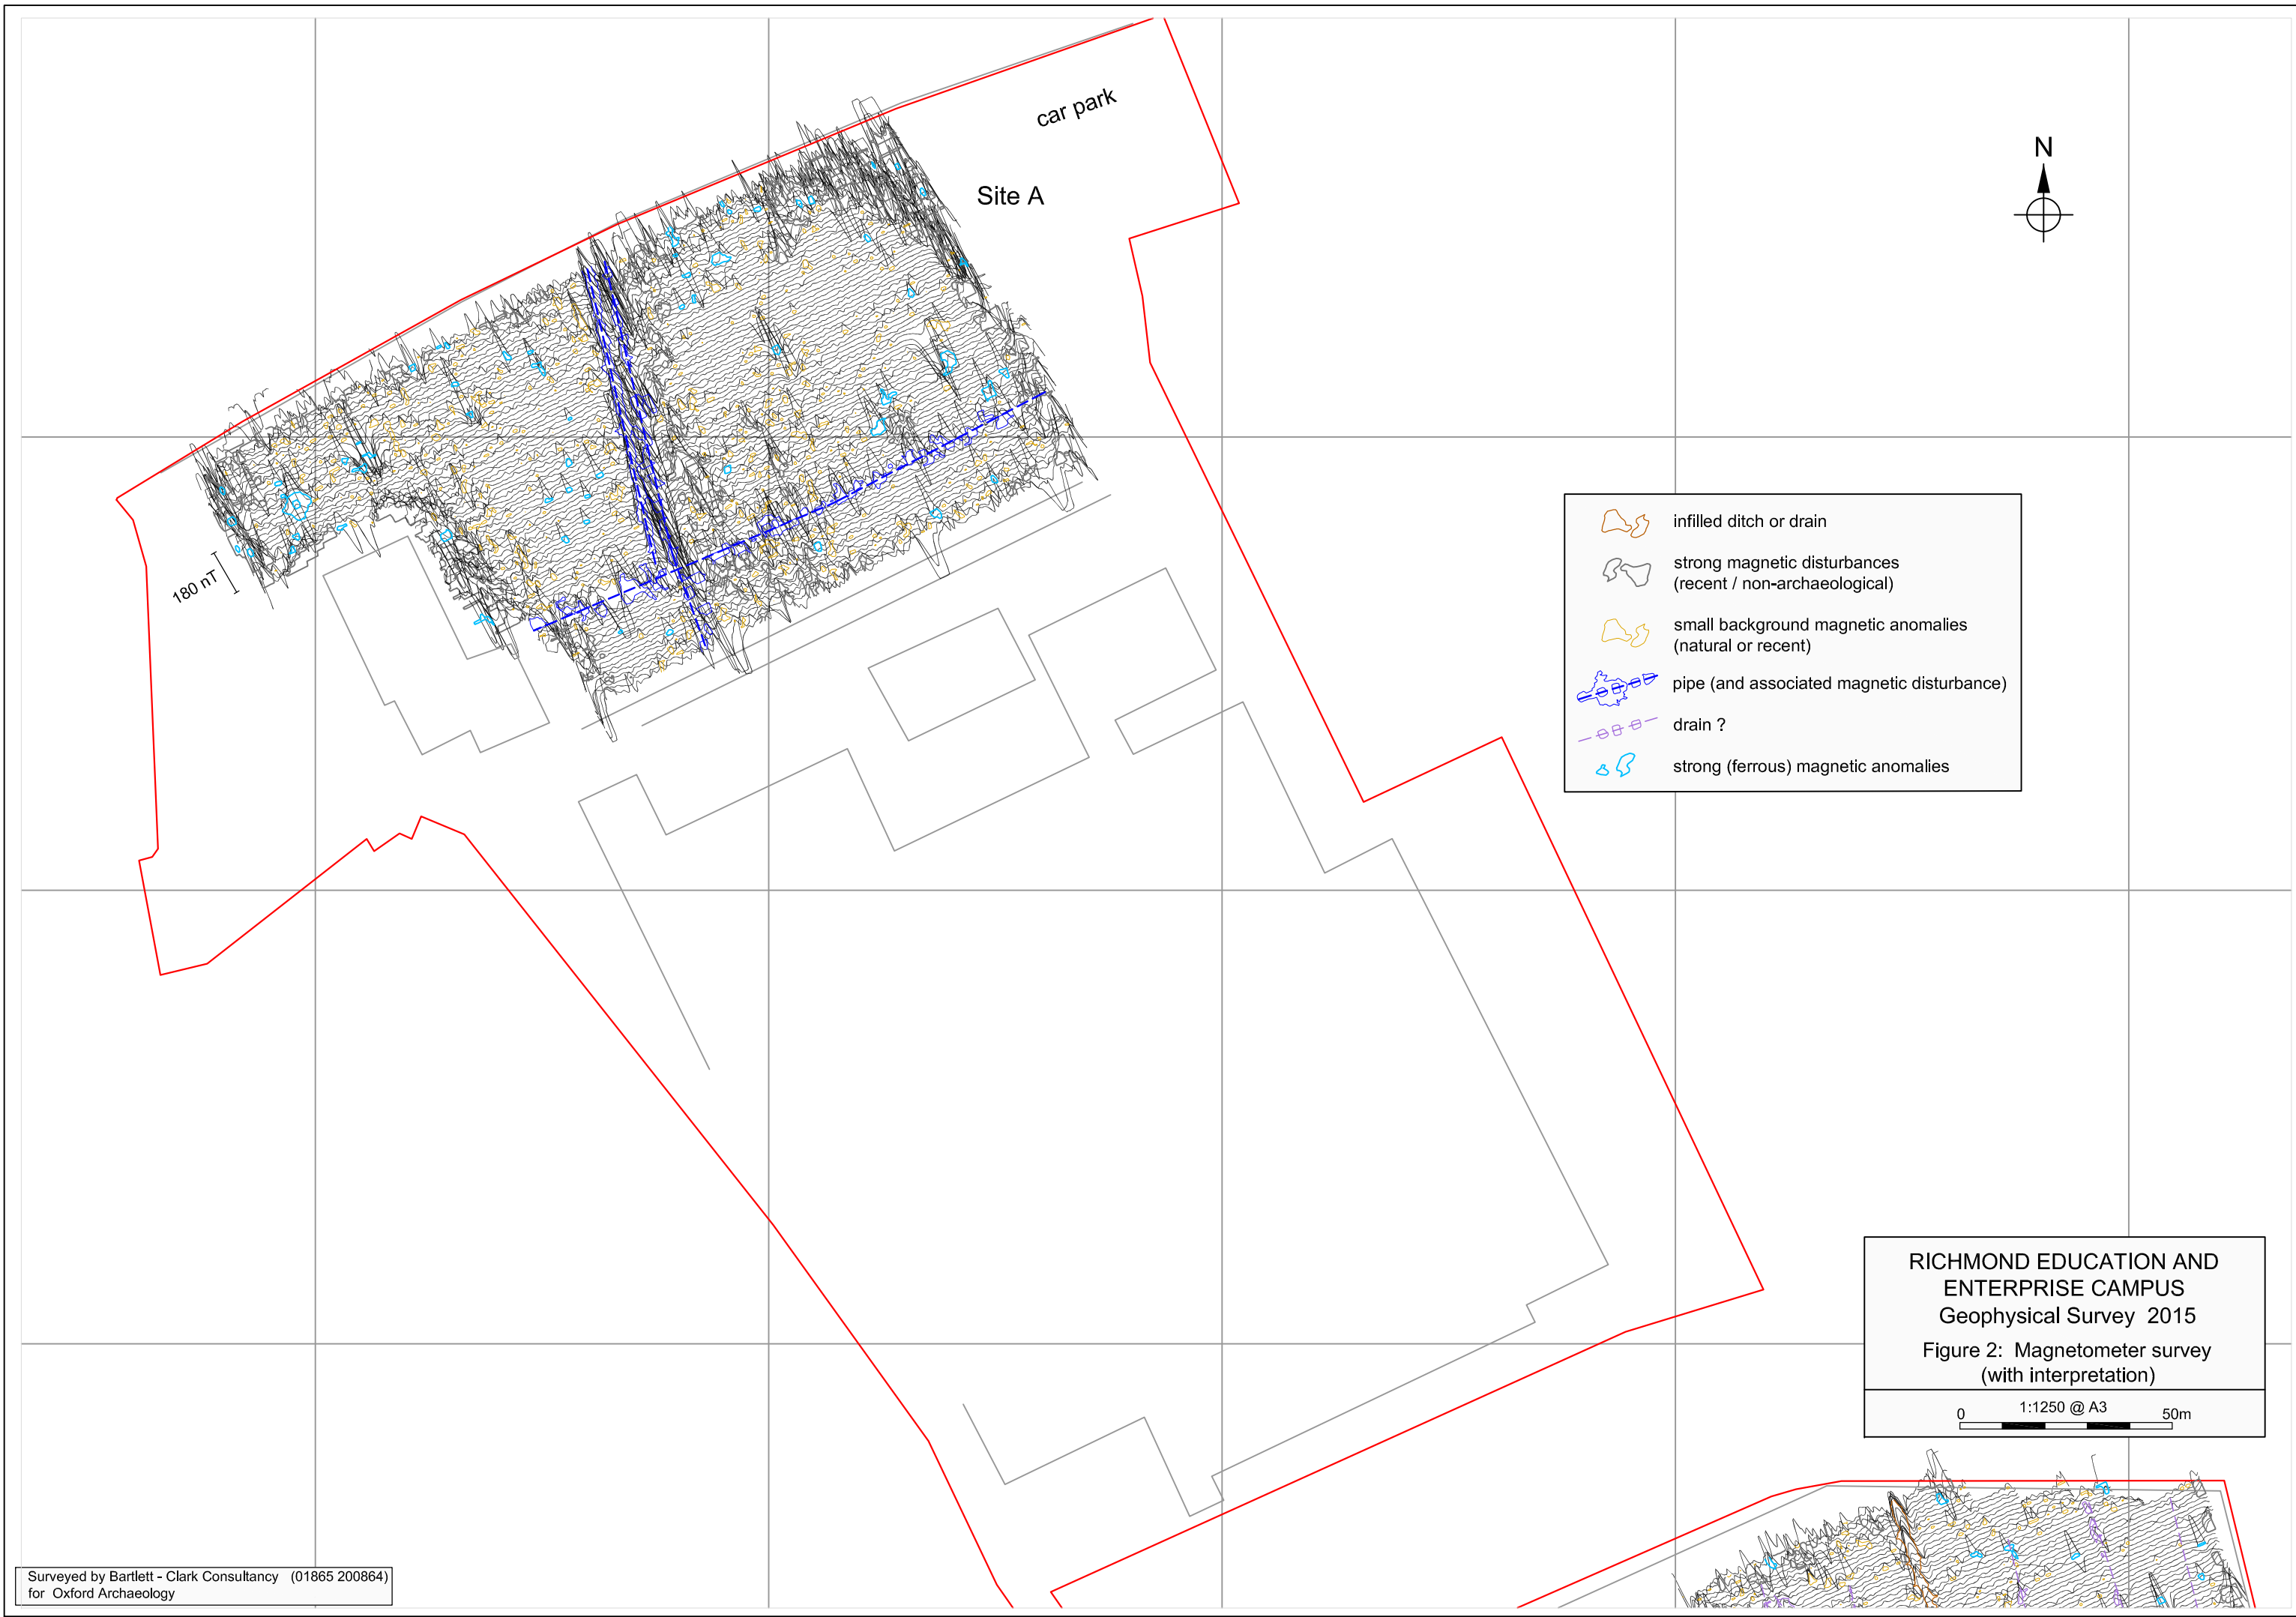 car park
Site A
N
180 nT
infilled ditch or drain
strong magnetic disturbances
(recent / non-archaeological)
small background magnetic anomalies
(natural or recent)
pipe (and associated magnetic disturbance)
drain ?
strong (ferrous) magnetic anomalies
RICHMOND EDUCATION AND
ENTERPRISE CAMPUS
Geophysical Survey 2015
Figure 2: Magnetometer survey
(with interpretation)
1:1250 @ A3
0 50m
Surveyed by Bartlett - Clark Consultancy (01865 200864)
for Oxford Archaeology